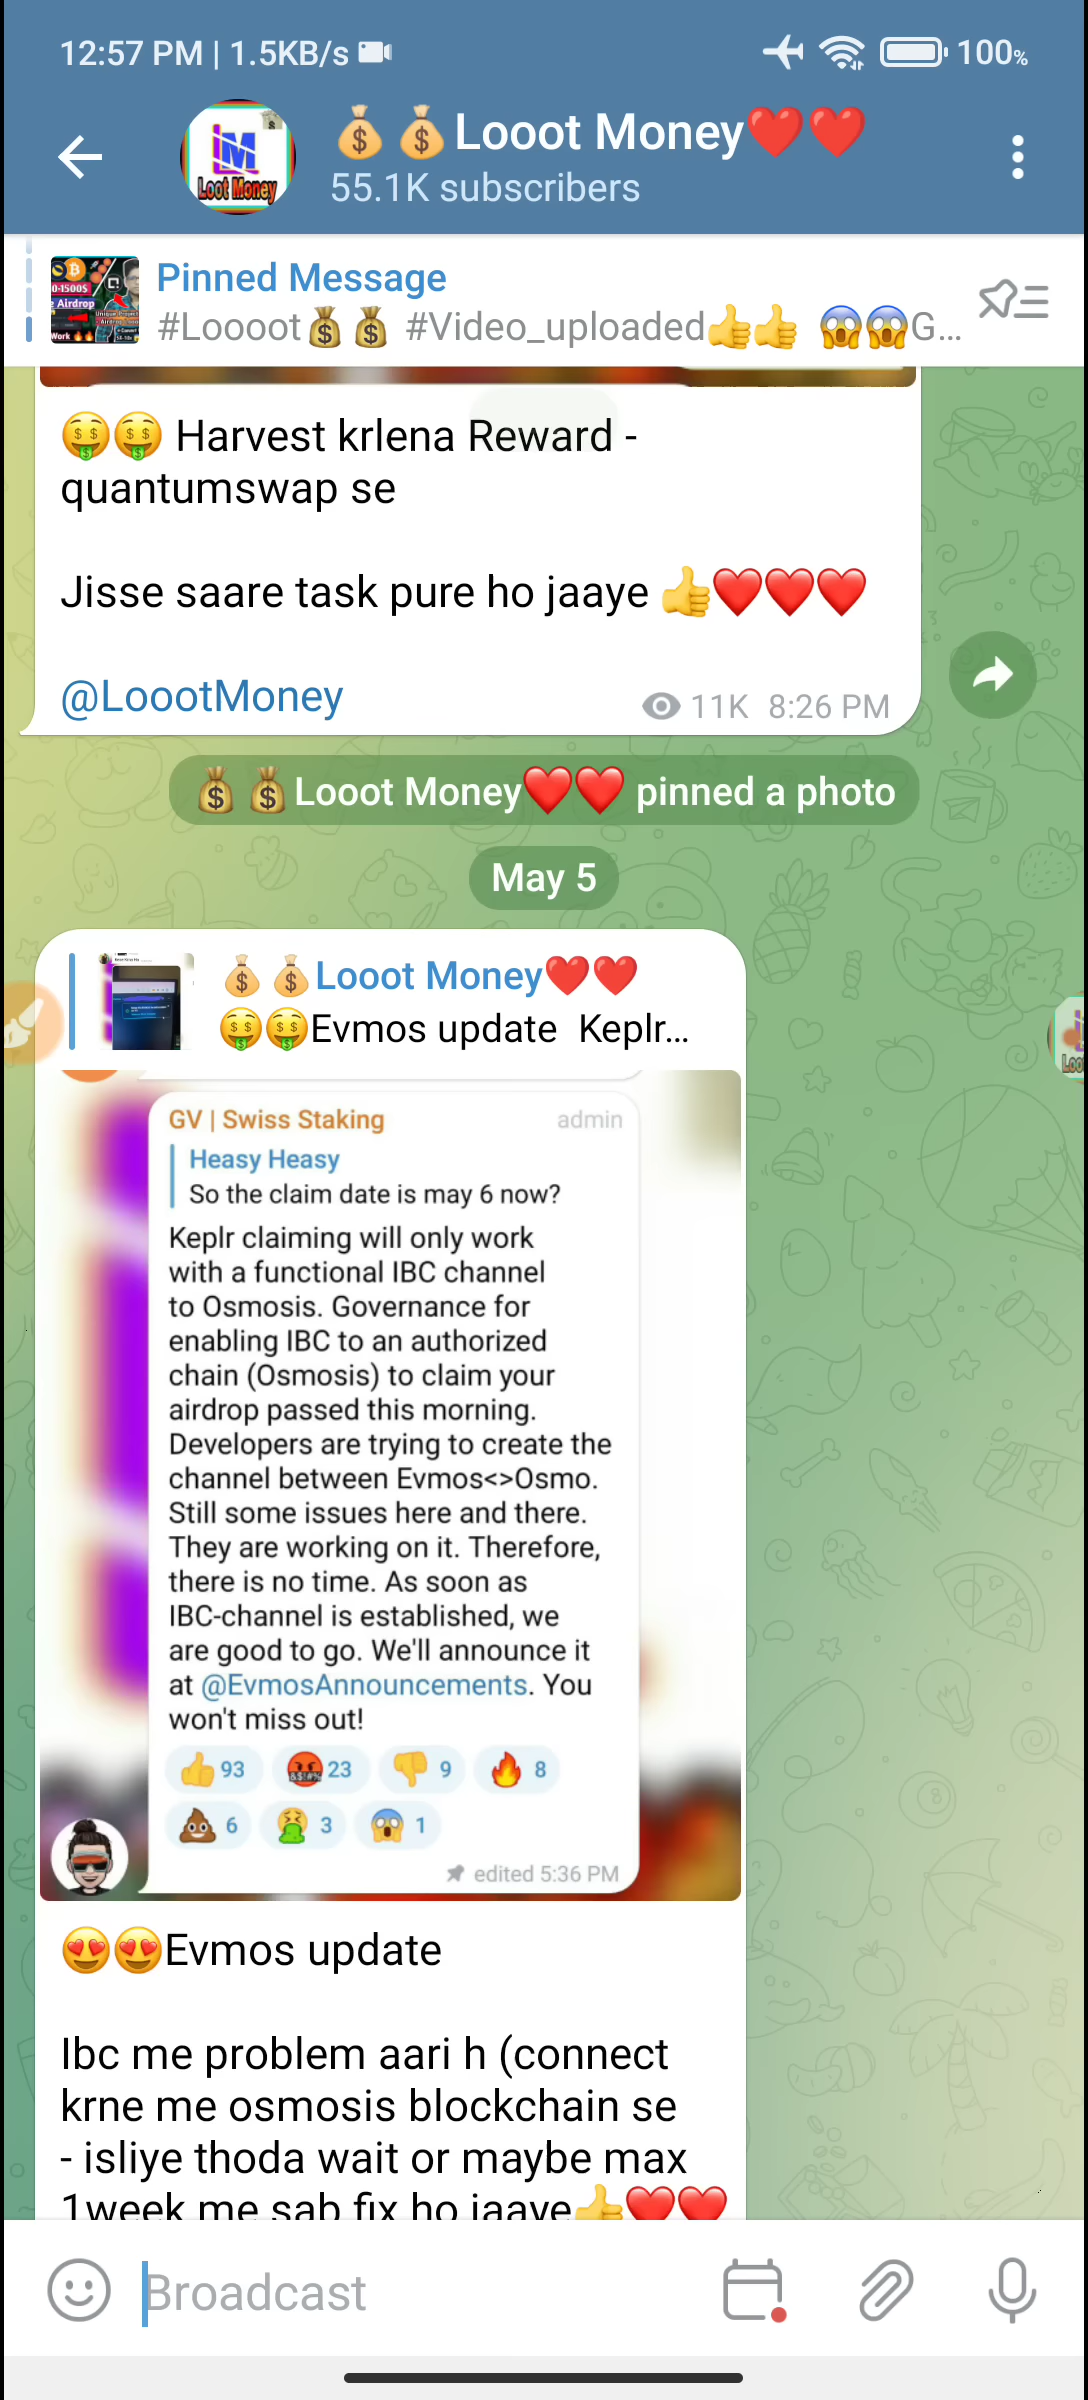 12:57 PM | 1.5KB/s 100%
💰💰Looot Money❤️❤️
Loot Money
55.1K subscribers
Pinned Message
#Loooot💰💰 #Video_uploaded👍👍 😱😱G...
🤑🤑 Harvest krlena Reward -
quantumswap se
Jisse saare task pure ho jaaye 👍❤️❤️❤️
@LoootMoney 11K 8:26 PM
💰💰Looot Money❤️❤️ pinned a photo
May 5
💰💰Looot Money❤️❤️
🤑🤑Evmos update Keplr...
GV | Swiss Staking admin
Heasy Heasy
So the claim date is may 6 now?
Keplr claiming will only work
with a functional IBC channel
to Osmosis. Governance for
enabling IBC to an authorized
chain (Osmosis) to claim your
airdrop passed this morning.
Developers are trying to create the
channel between Evmos<>Osmo.
Still some issues here and there.
They are working on it. Therefore,
there is no time. As soon as
IBC-channel is established, we
are good to go. We'll announce it
at @EvmosAnnouncements. You
won't miss out!
👍 93 🤬 23 👎 9 🔥 8
💩 6 🤮 3 😱 1
edited 5:36 PM
😍😍Evmos update
Ibc me problem aari h (connect
krne me osmosis blockchain se
- isliye thoda wait or maybe max
1week me sab fix ho jaaye👍❤️❤️
Broadcast